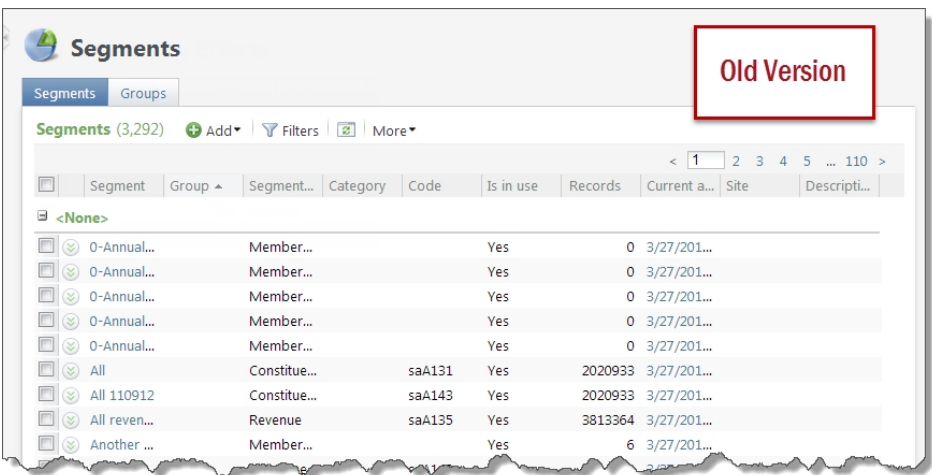 Segments
Old Version
Segments Groups
Segments (3,292) Add Filters More
< 1 2 3 4 5 ... 110 >
Segment Group Segment... Category Code Is in use Records Current a... Site Descripti...
<None>
0-Annual... Member... Yes 0 3/27/201...
0-Annual... Member... Yes 0 3/27/201...
0-Annual... Member... Yes 0 3/27/201...
0-Annual... Member... Yes 0 3/27/201...
0-Annual... Member... Yes 0 3/27/201...
All Constitue... saA131 Yes 2020933 3/27/201...
All 110912 Constitue... saA143 Yes 2020933 3/27/201...
All reven... Revenue saA135 Yes 3813364 3/27/201...
Another ... Member... Yes 6 3/27/201...